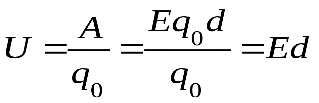 U = A/q₀ = Eq₀d/q₀ = Ed